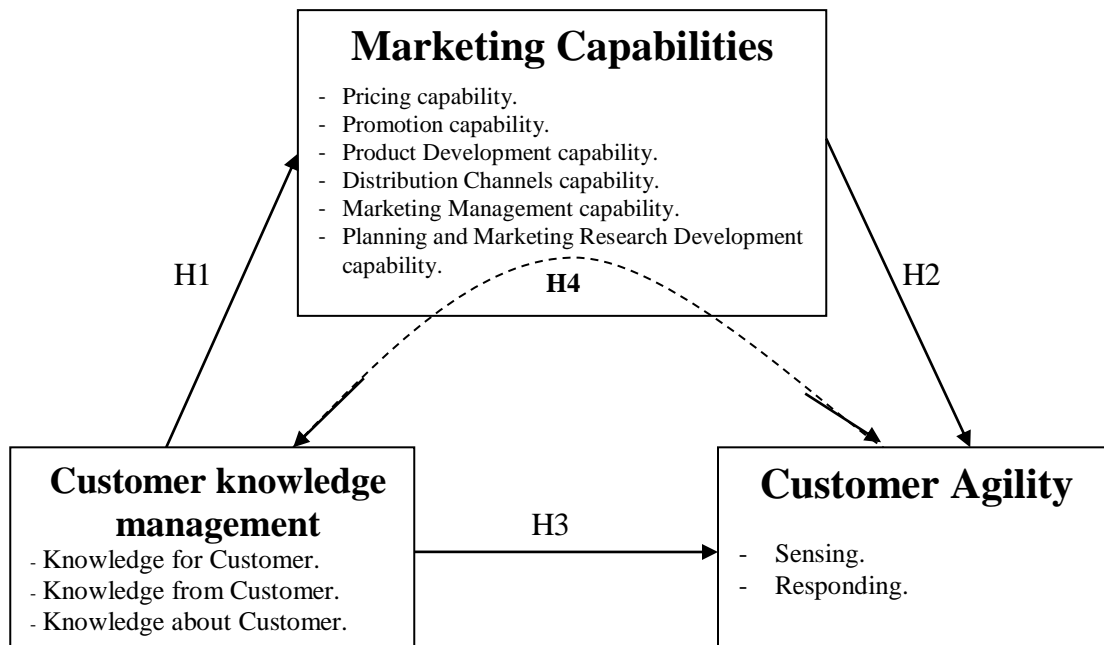 Marketing Capabilities
- Pricing capability.
- Promotion capability.
- Product Development capability.
- Distribution Channels capability.
- Marketing Management capability.
- Planning and Marketing Research Development
capability.
H4
H1
H2
Customer knowledge
management
- Knowledge for Customer.
- Knowledge from Customer.
- Knowledge about Customer.
H3
Customer Agility
- Sensing.
- Responding.